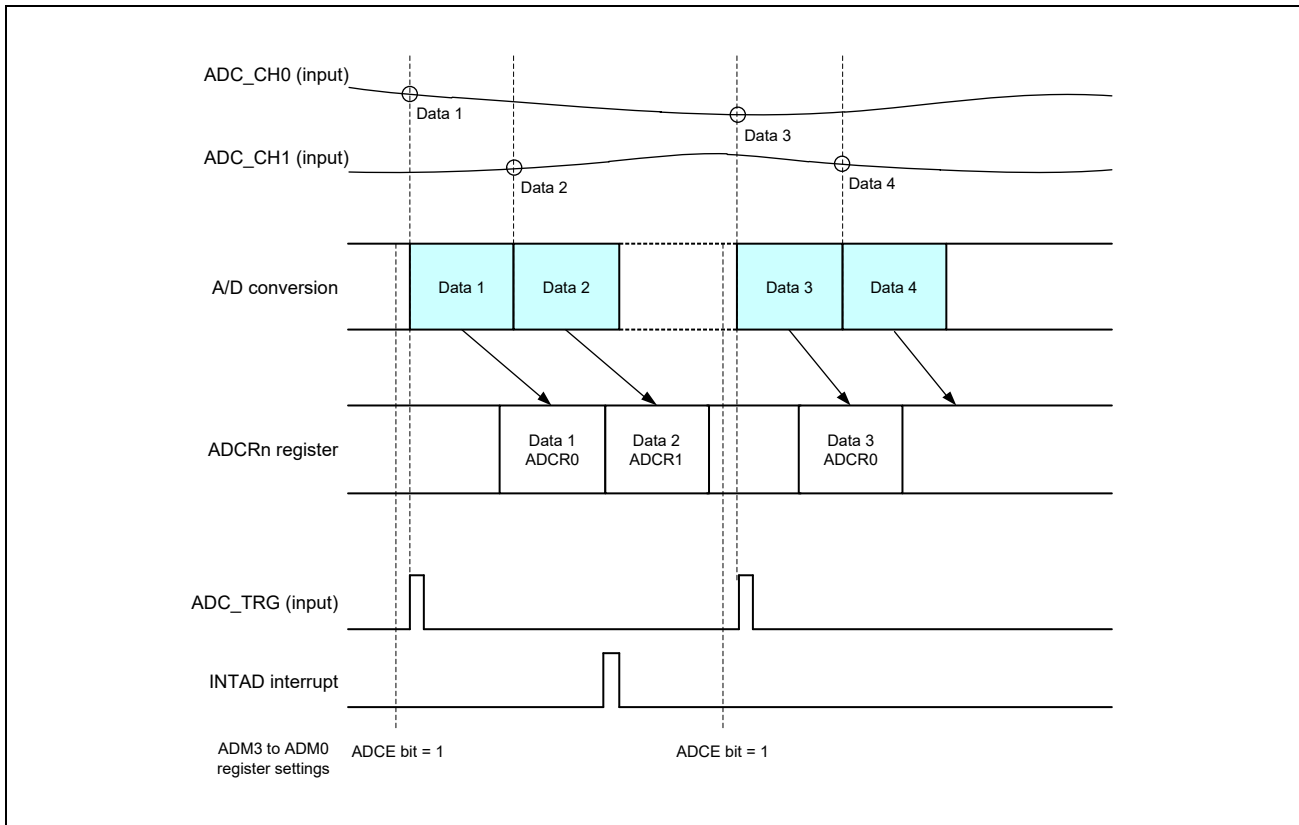 ADC_CH0 (input)
Data 1
Data 3
ADC_CH1 (input)
Data 2
Data 4
A/D conversion
Data 1
Data 2
Data 3
Data 4
ADCRn register
Data 1
ADCR0
Data 2
ADCR1
Data 3
ADCR0
ADC_TRG (input)
INTAD interrupt
ADM3 to ADM0
register settings
ADCE bit = 1
ADCE bit = 1